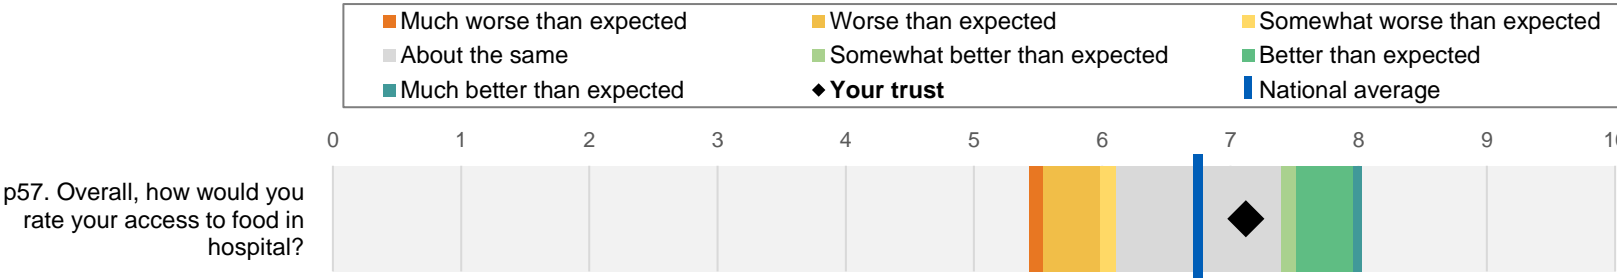 Much worse than expected Worse than expected Somewhat worse than expected
About the same Somewhat better than expected Better than expected
Much better than expected Your trust National average
0 1 2 3 4 5 6 7 8 9 10
p57. Overall, how would you
rate your access to food in
hospital?